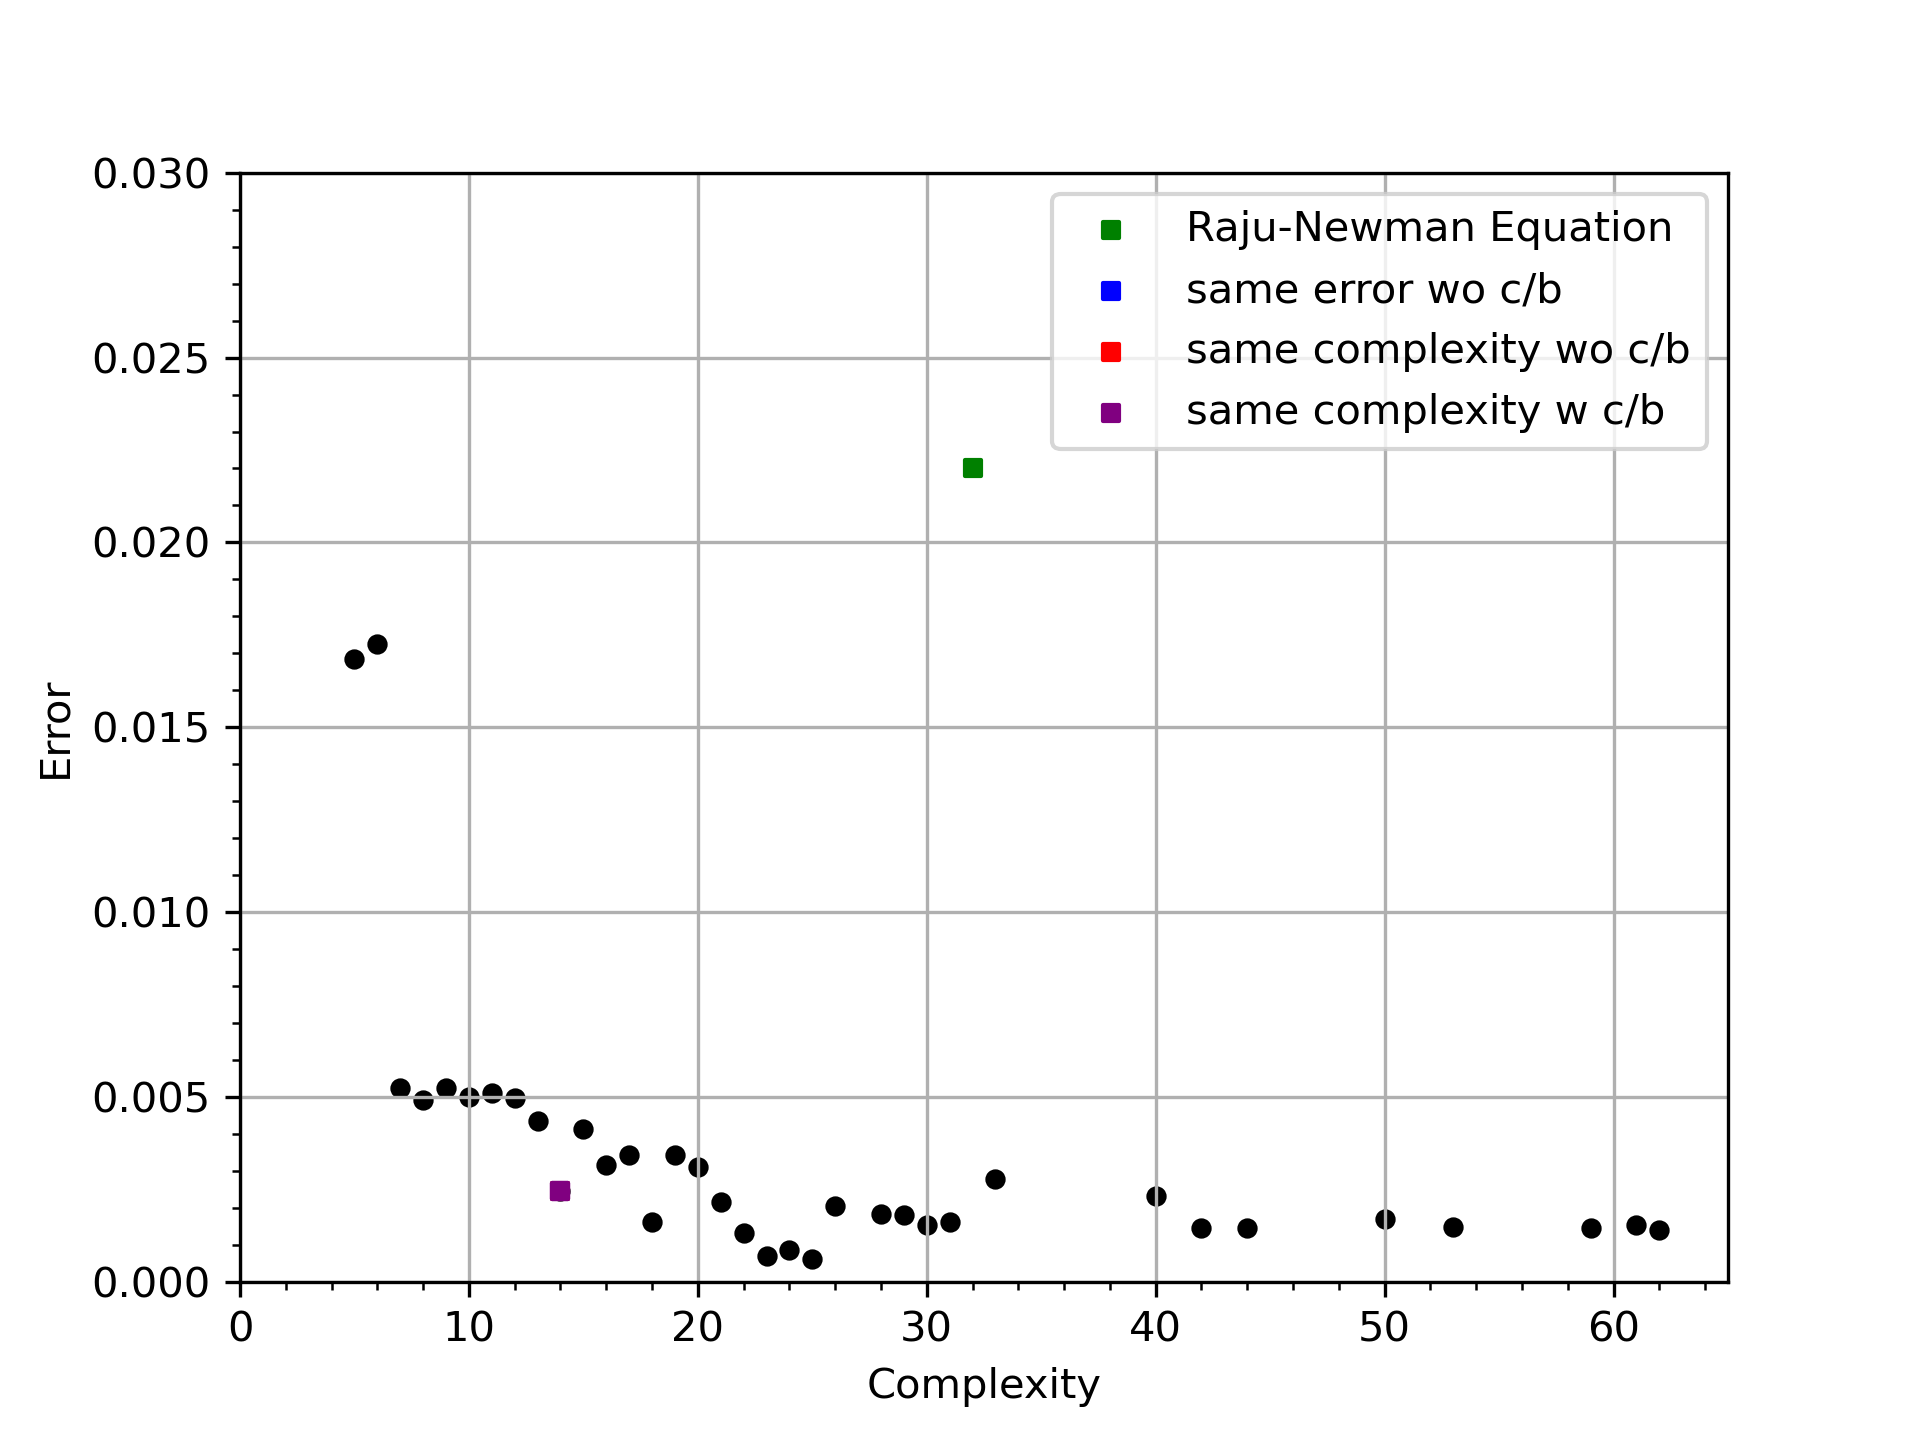 0.030
0.025
0.020
0.015
0.010
0.005
0.000
Error
Raju-Newman Equation
same error wo c/b
same complexity wo c/b
same complexity w c/b
0 10 20 30 40 50 60
Complexity